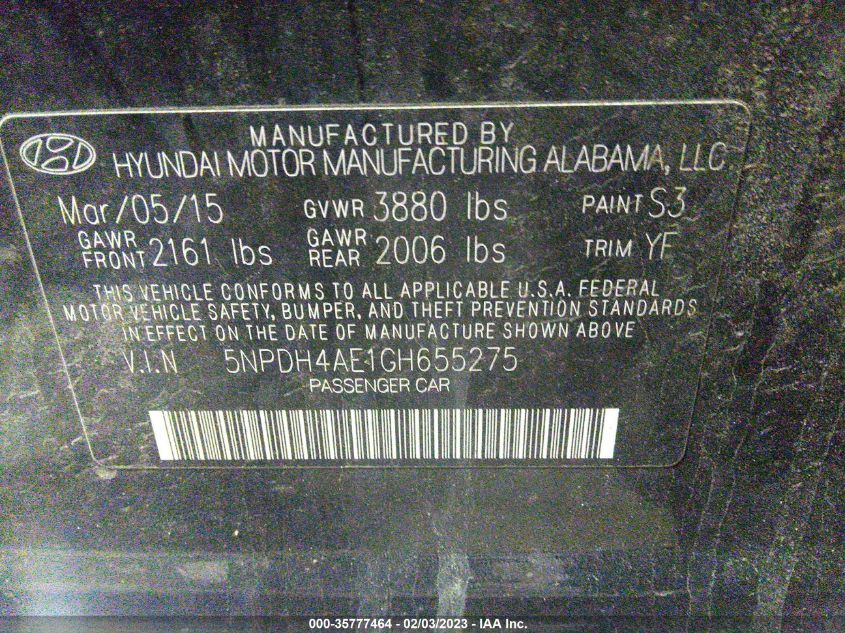 MANUFACTURED BY
HYUNDAI MOTOR MANUFACTURING ALABAMA, LLC
Mar/05/15 GVWR 3880 lbs PAINT S3
GAWR FRONT 2161 lbs GAWR REAR 2006 lbs TRIM YF
THIS VEHICLE CONFORMS TO ALL APPLICABLE U.S.A. FEDERAL
MOTOR VEHICLE SAFETY, BUMPER, AND THEFT PREVENTION STANDARDS
IN EFFECT ON THE DATE OF MANUFACTURE SHOWN ABOVE
V.I.N 5NPDH4AE1GH655275
PASSENGER CAR
000-35777464 - 02/03/2023 - IAA Inc.